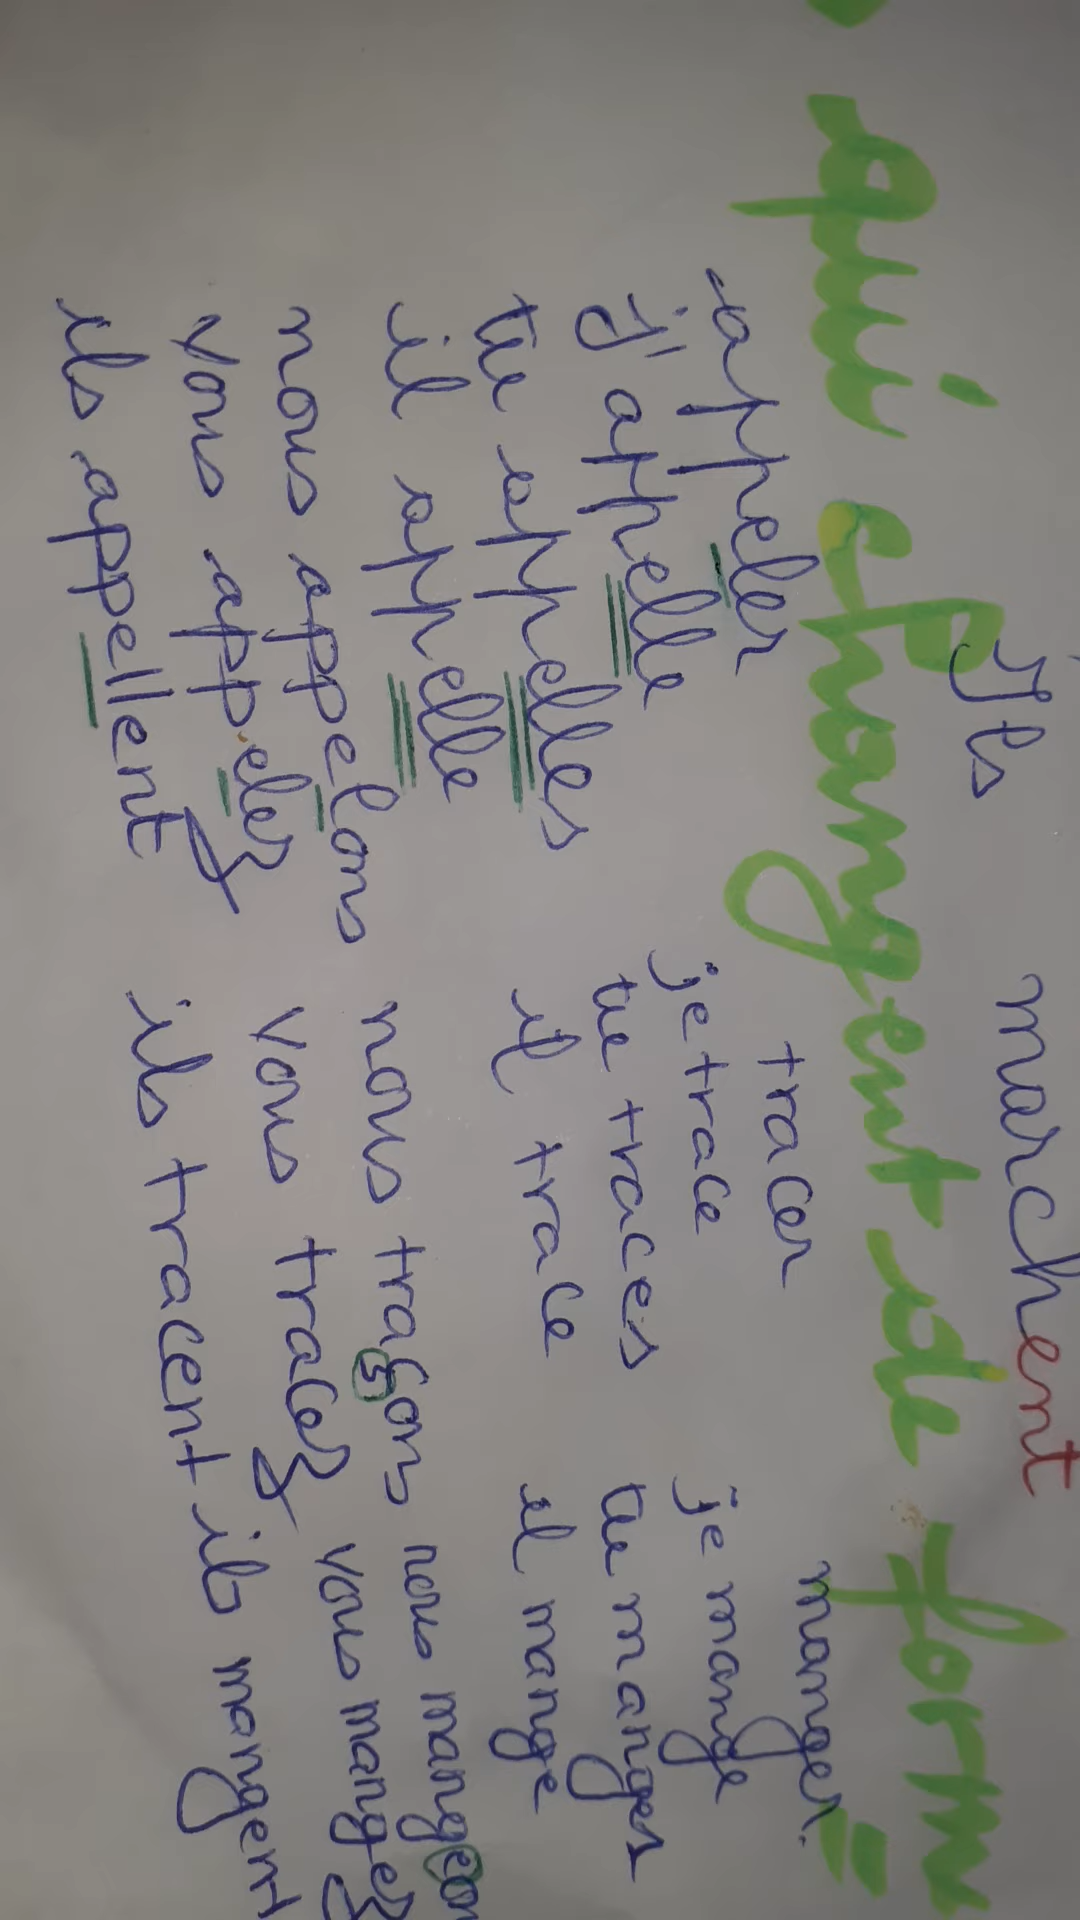 Ils marchent
qui changent de form
appeler
j'appelle
tu appelles
il appelle
nous appelons
vous appelez
ils appellent
tracer
je trace
tu traces
il trace
nous traçons
vous tracez
ils tracent
manger.
je mange
tu manges
il mange
nous mangeon
vous mangez
ils mangent